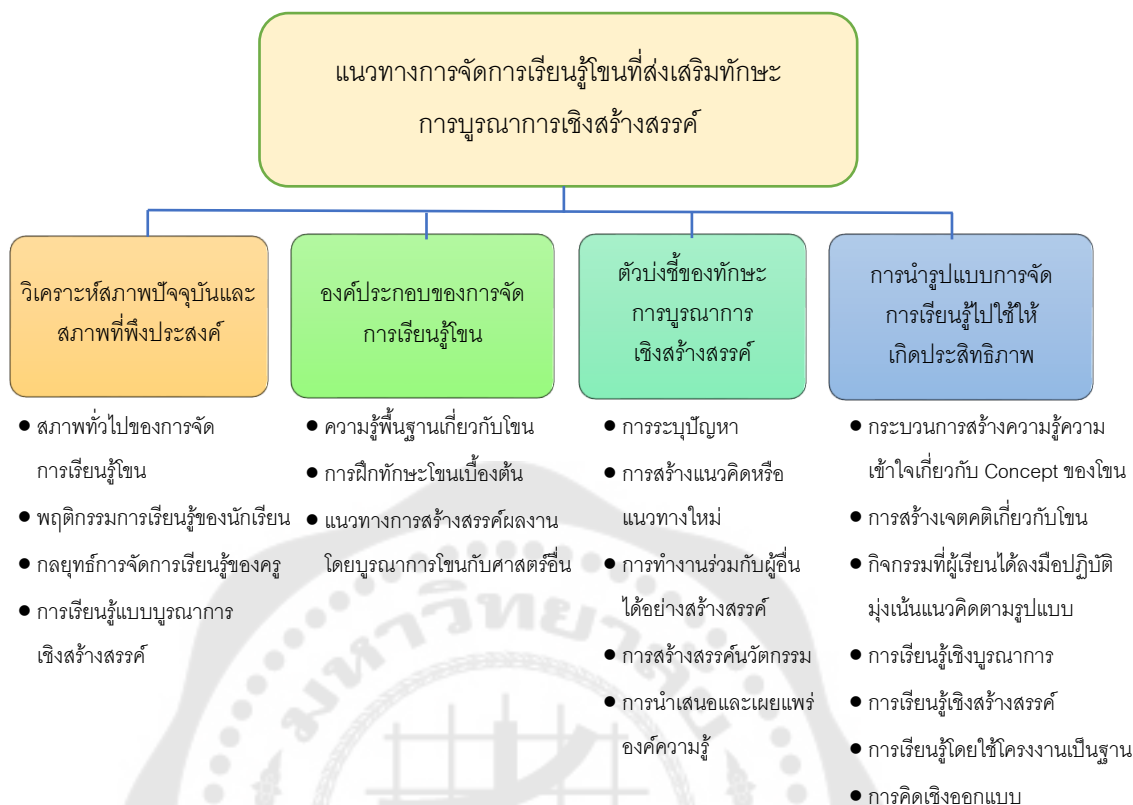 แนวทางการจัดการเรียนรู้โขนที่ส่งเสริมทักษะ
การบูรณาการเชิงสร้างสรรค์
วิเคราะห์สภาพปัจจุบันและ
สภาพที่พึงประสงค์
● สภาพทั่วไปของการจัด
การเรียนรู้โขน
● พฤติกรรมการเรียนรู้ของนักเรียน
● กลยุทธ์การจัดการเรียนรู้ของครู
● การเรียนรู้แบบบูรณาการ
เชิงสร้างสรรค์
องค์ประกอบของการจัด
การเรียนรู้โขน
● ความรู้พื้นฐานเกี่ยวกับโขน
● การฝึกทักษะโขนเบื้องต้น
● แนวทางการสร้างสรรค์ผลงาน
โดยบูรณาการโขนกับศาสตร์อื่น
ตัวบ่งชี้ของทักษะ
การบูรณาการ
เชิงสร้างสรรค์
● การระบุปัญหา
● การสร้างแนวคิดหรือ
แนวทางใหม่
● การทำงานร่วมกับผู้อื่น
ได้อย่างสร้างสรรค์
● การสร้างสรรค์นวัตกรรม
● การนำเสนอและเผยแพร่
องค์ความรู้
การนำรูปแบบการจัด
การเรียนรู้ไปใช้ให้
เกิดประสิทธิภาพ
● กระบวนการสร้างความรู้ความ
เข้าใจเกี่ยวกับ Concept ของโขน
● การสร้างเจตคติเกี่ยวกับโขน
● กิจกรรมที่ผู้เรียนได้ลงมือปฏิบัติ
มุ่งเน้นแนวคิดตามรูปแบบ
● การเรียนรู้เชิงบูรณาการ
● การเรียนรู้เชิงสร้างสรรค์
● การเรียนรู้โดยใช้โครงงานเป็นฐาน
● การคิดเชิงออกแบบ